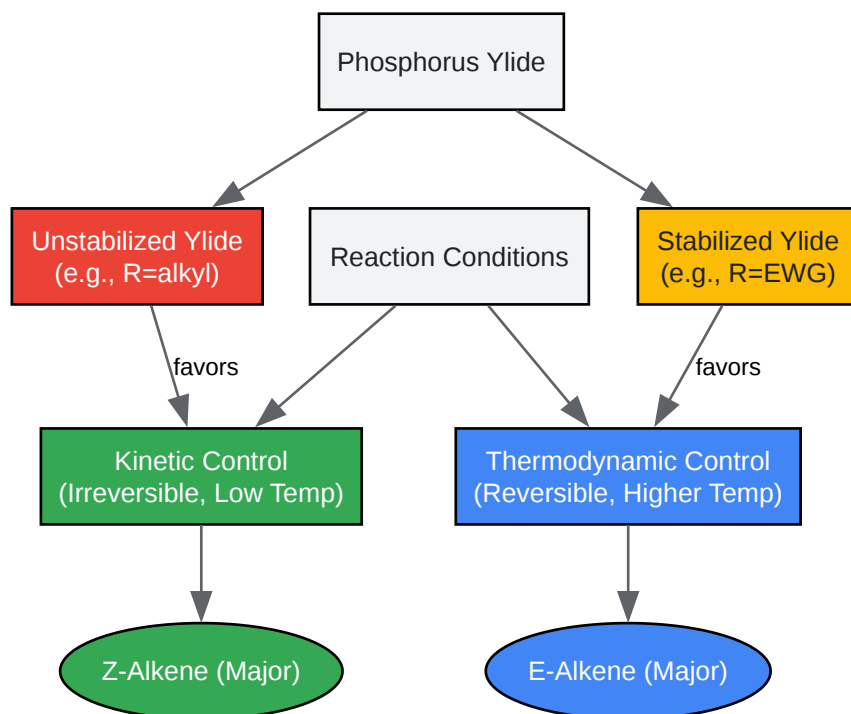 Phosphorus Ylide
Unstabilized Ylide
(e.g., R=alkyl)
Reaction Conditions
Stabilized Ylide
(e.g., R=EWG)
favors
favors
Kinetic Control
(Irreversible, Low Temp)
Thermodynamic Control
(Reversible, Higher Temp)
Z-Alkene (Major)
E-Alkene (Major)